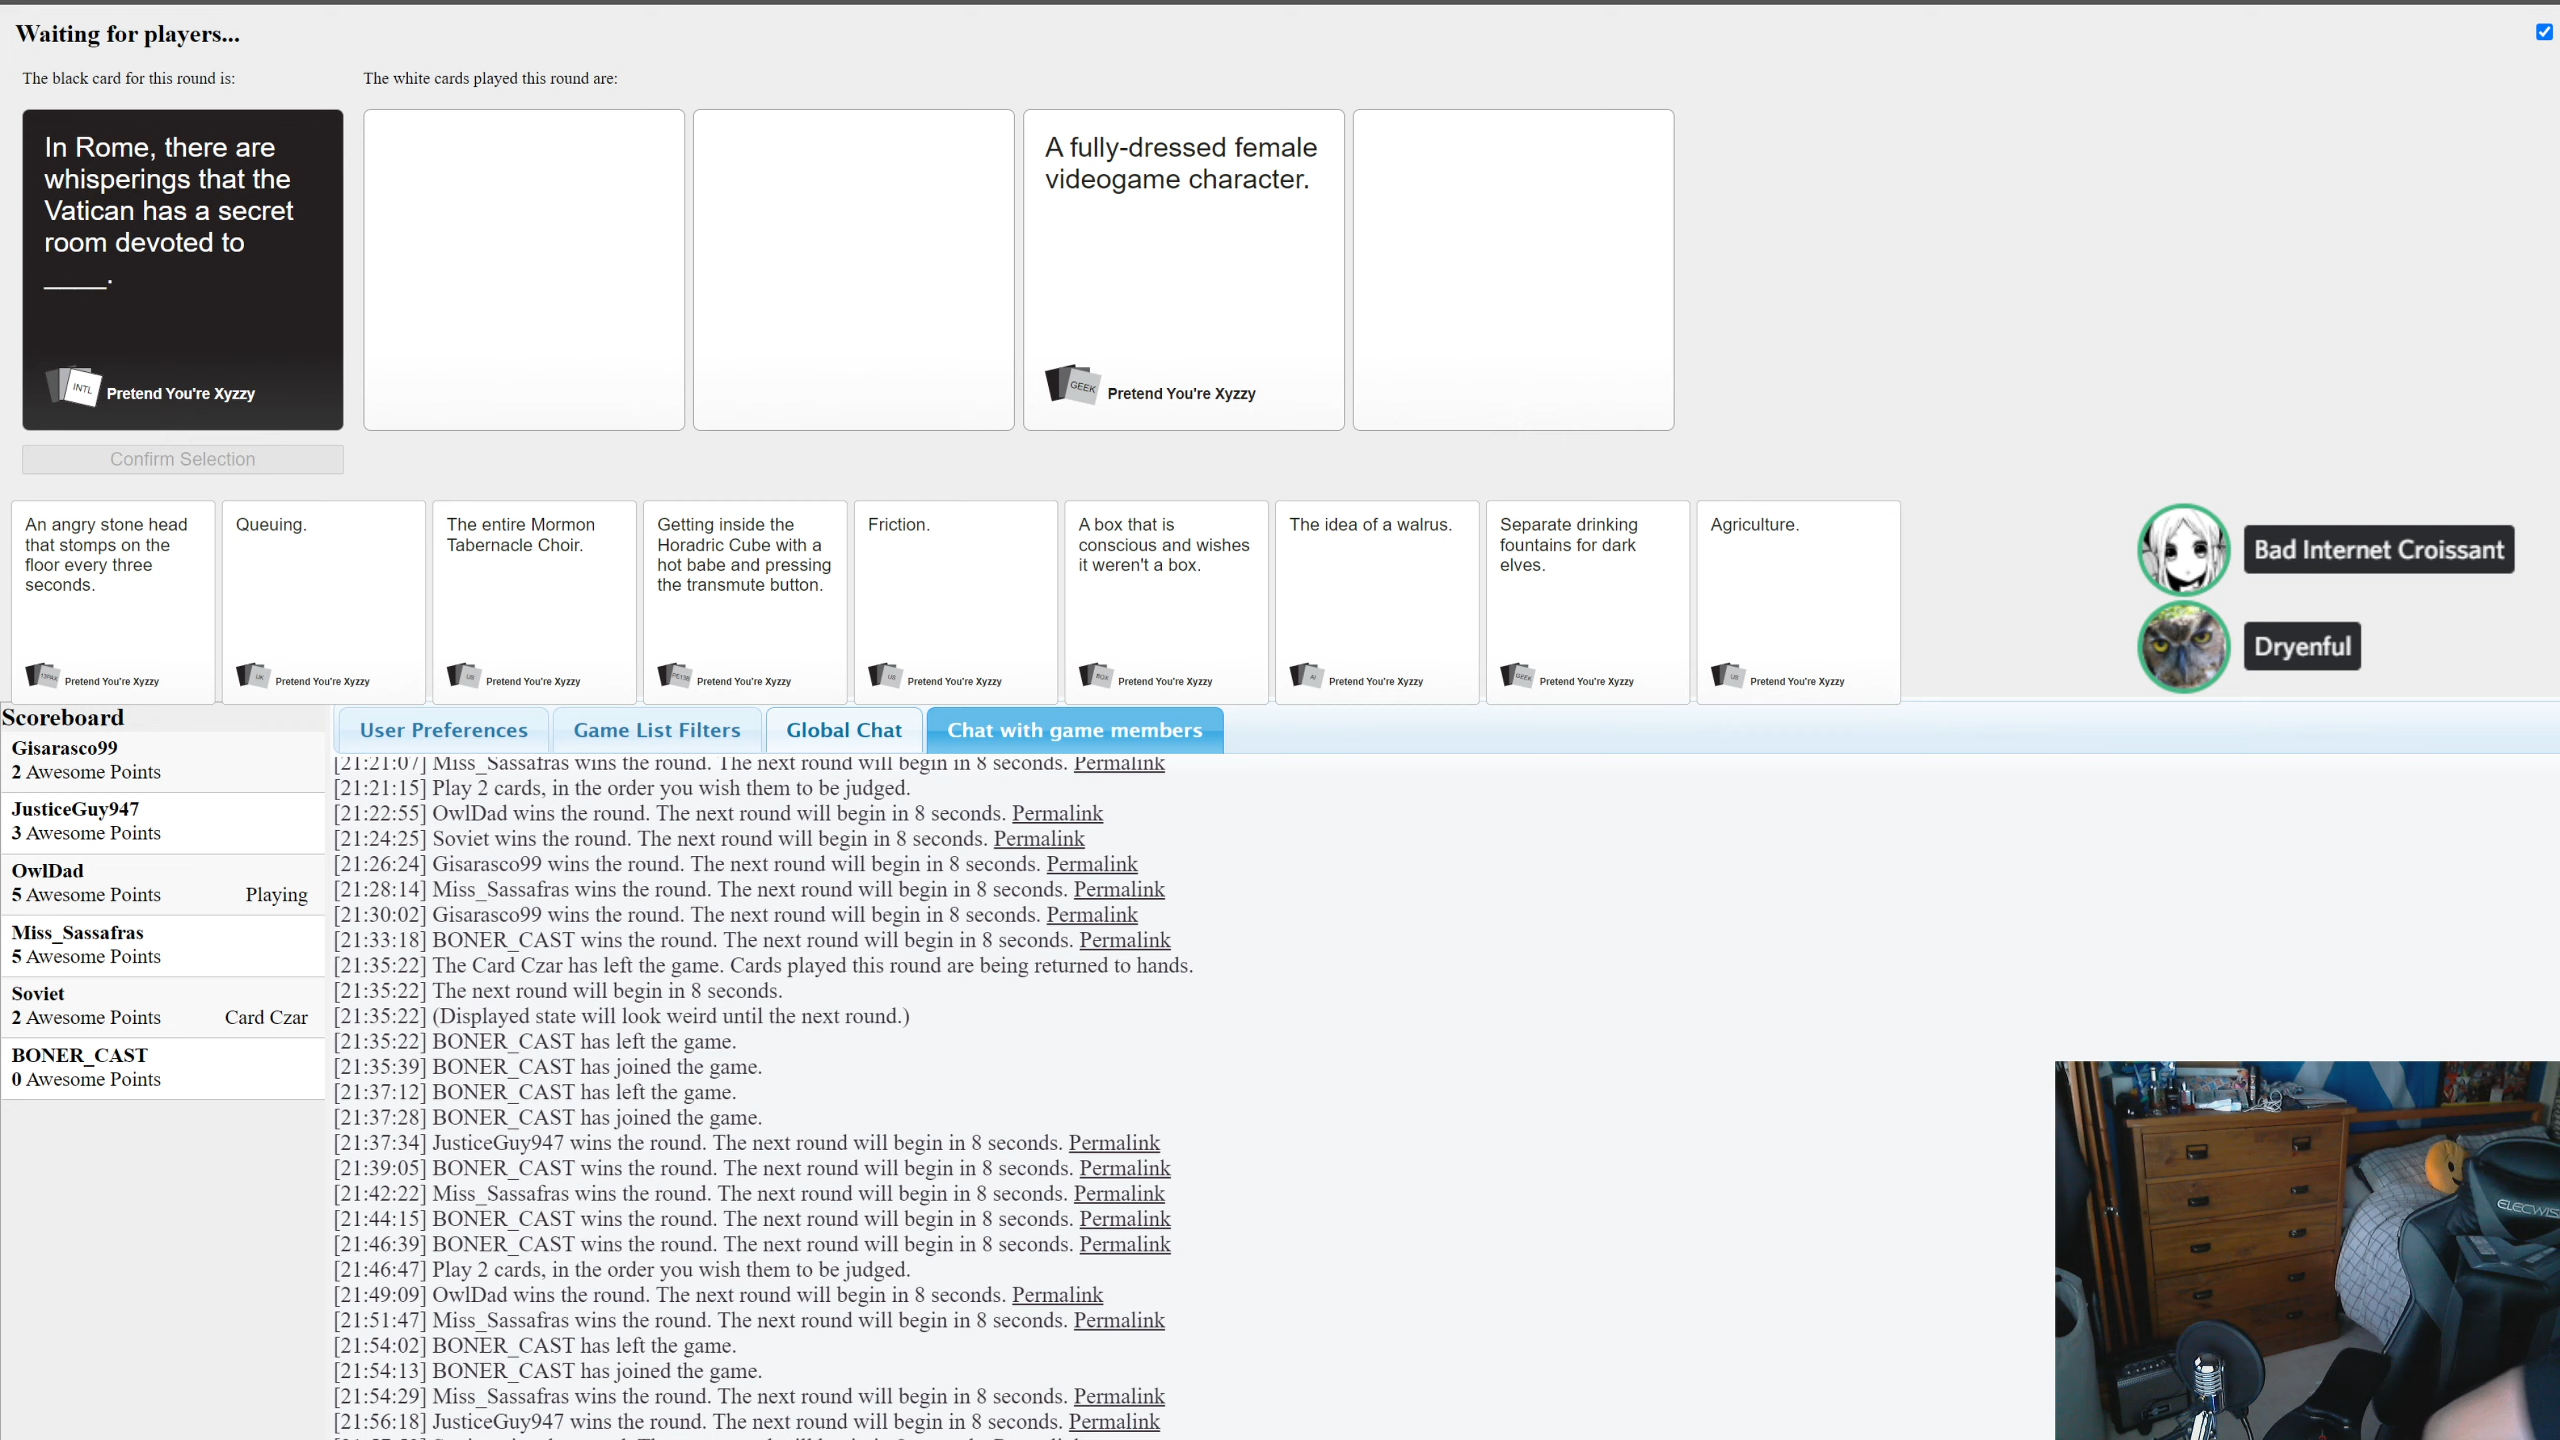 Waiting for players...
The black card for this round is:
The white cards played this round are:
In Rome, there are
whisperings that the
Vatican has a secret
room devoted to
_____.
INTL
Pretend You're Xyzzy
A fully-dressed female
videogame character.
GEEK
Pretend You're Xyzzy
Confirm Selection
An angry stone head
that stomps on the
floor every three
seconds.
13PAX
Pretend You're Xyzzy
Queuing.
UK
Pretend You're Xyzzy
The entire Mormon
Tabernacle Choir.
US
Pretend You're Xyzzy
Getting inside the
Horadric Cube with a
hot babe and pressing
the transmute button.
PE13B
Pretend You're Xyzzy
Friction.
US
Pretend You're Xyzzy
A box that is
conscious and wishes
it weren't a box.
BOX
Pretend You're Xyzzy
The idea of a walrus.
AI
Pretend You're Xyzzy
Separate drinking
fountains for dark
elves.
GEEK
Pretend You're Xyzzy
Agriculture.
US
Pretend You're Xyzzy
Bad Internet Croissant
Dryenful
Scoreboard
Gisarasco99
2 Awesome Points
JusticeGuy947
3 Awesome Points
OwlDad
5 Awesome Points Playing
Miss_Sassafras
5 Awesome Points
Soviet
2 Awesome Points Card Czar
BONER_CAST
0 Awesome Points
User Preferences Game List Filters Global Chat Chat with game members
[21:21:07] Miss_Sassafras wins the round. The next round will begin in 8 seconds. Permalink
[21:21:15] Play 2 cards, in the order you wish them to be judged.
[21:22:55] OwlDad wins the round. The next round will begin in 8 seconds. Permalink
[21:24:25] Soviet wins the round. The next round will begin in 8 seconds. Permalink
[21:26:24] Gisarasco99 wins the round. The next round will begin in 8 seconds. Permalink
[21:28:14] Miss_Sassafras wins the round. The next round will begin in 8 seconds. Permalink
[21:30:02] Gisarasco99 wins the round. The next round will begin in 8 seconds. Permalink
[21:33:18] BONER_CAST wins the round. The next round will begin in 8 seconds. Permalink
[21:35:22] The Card Czar has left the game. Cards played this round are being returned to hands.
[21:35:22] The next round will begin in 8 seconds.
[21:35:22] (Displayed state will look weird until the next round.)
[21:35:22] BONER_CAST has left the game.
[21:35:39] BONER_CAST has joined the game.
[21:37:12] BONER_CAST has left the game.
[21:37:28] BONER_CAST has joined the game.
[21:37:34] JusticeGuy947 wins the round. The next round will begin in 8 seconds. Permalink
[21:39:05] BONER_CAST wins the round. The next round will begin in 8 seconds. Permalink
[21:42:22] Miss_Sassafras wins the round. The next round will begin in 8 seconds. Permalink
[21:44:15] BONER_CAST wins the round. The next round will begin in 8 seconds. Permalink
[21:46:39] BONER_CAST wins the round. The next round will begin in 8 seconds. Permalink
[21:46:47] Play 2 cards, in the order you wish them to be judged.
[21:49:09] OwlDad wins the round. The next round will begin in 8 seconds. Permalink
[21:51:47] Miss_Sassafras wins the round. The next round will begin in 8 seconds. Permalink
[21:54:02] BONER_CAST has left the game.
[21:54:13] BONER_CAST has joined the game.
[21:54:29] Miss_Sassafras wins the round. The next round will begin in 8 seconds. Permalink
[21:56:18] JusticeGuy947 wins the round. The next round will begin in 8 seconds. Permalink